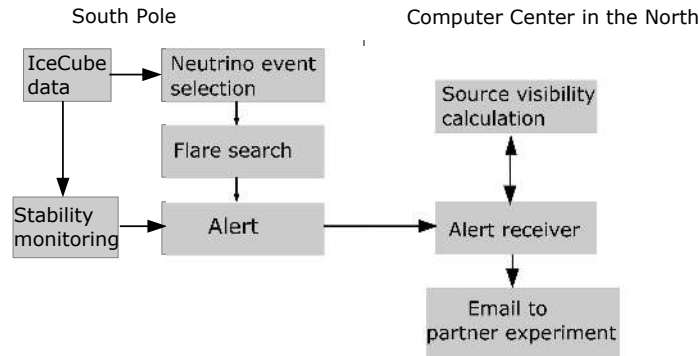 South Pole
Computer Center in the North
IceCube
data
Neutrino event
selection
Flare search
Stability
monitoring
Alert
Source visibility
calculation
Alert receiver
Email to
partner experiment